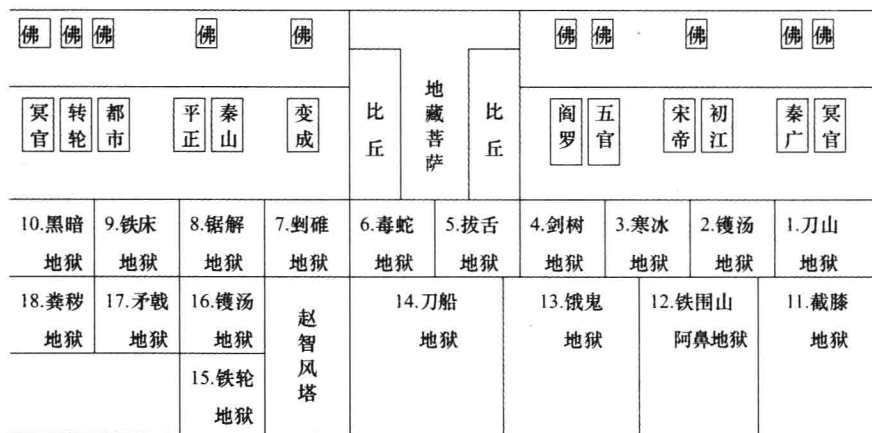 佛 佛 佛 佛 佛 佛 佛 佛 佛 佛
冥官
转轮
都市
平正
秦山
变成
比丘
地藏菩萨
比丘
阎罗
五官
宋帝
初江
秦广
冥官
10.黑暗
地狱
9.铁床
地狱
8.锯解
地狱
7.剉碓
地狱
6.毒蛇
地狱
5.拔舌
地狱
4.剑树
地狱
3.寒冰
地狱
2.镬汤
地狱
1.刀山
地狱
18.粪秽
地狱
17.矛戟
地狱
16.镬汤
地狱
赵智风塔
14.刀船
地狱
13.饿鬼
地狱
12.铁围山
阿鼻地狱
11.截膝
地狱
15.铁轮
地狱